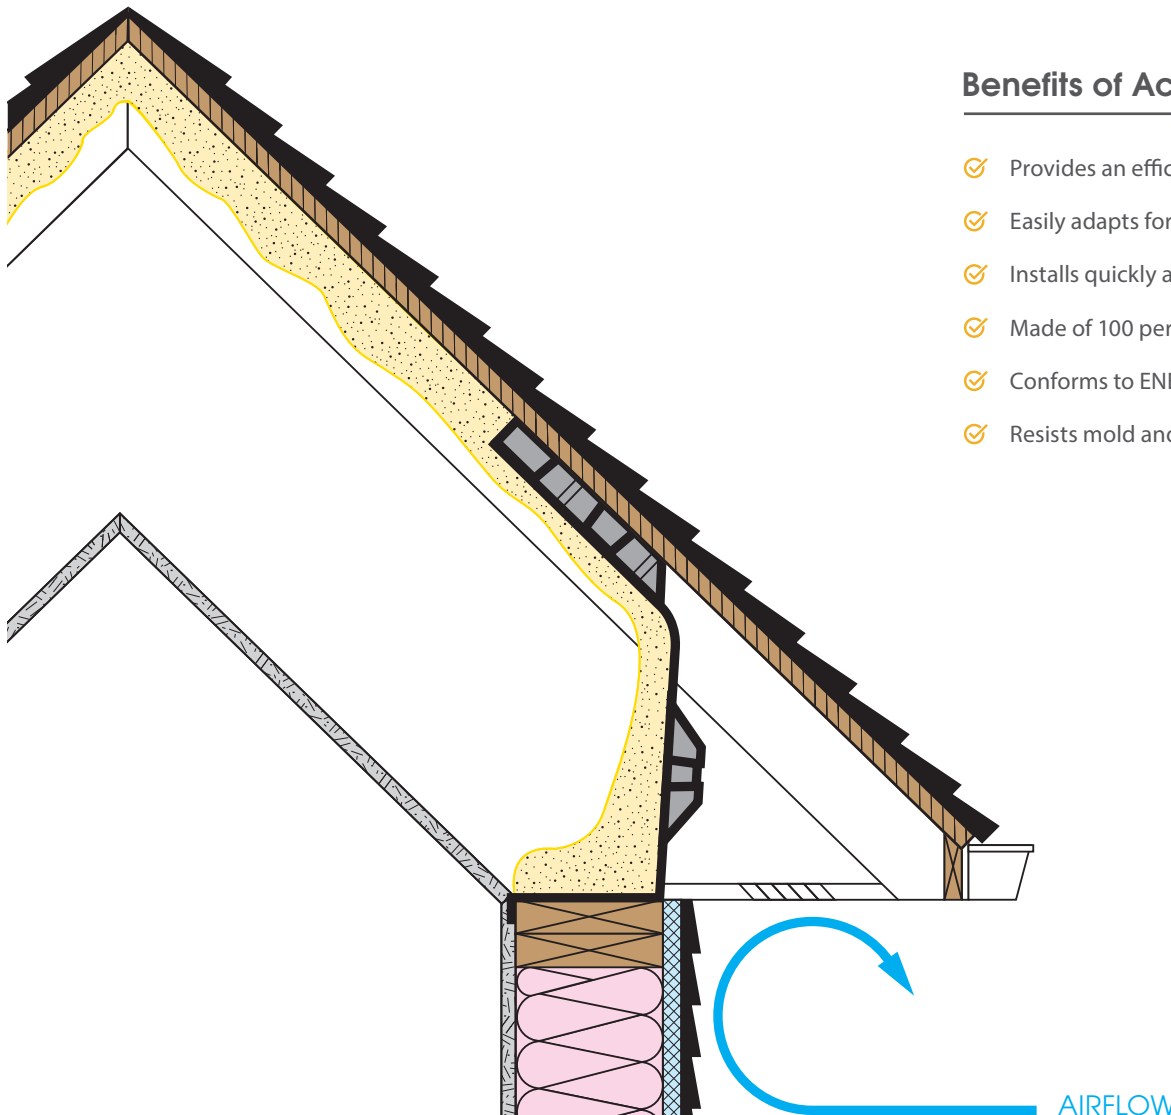 Benefits of Ac
Provides an effic
Easily adapts for
Installs quickly a
Made of 100 per
Conforms to ENE
Resists mold and
AIRFLOW